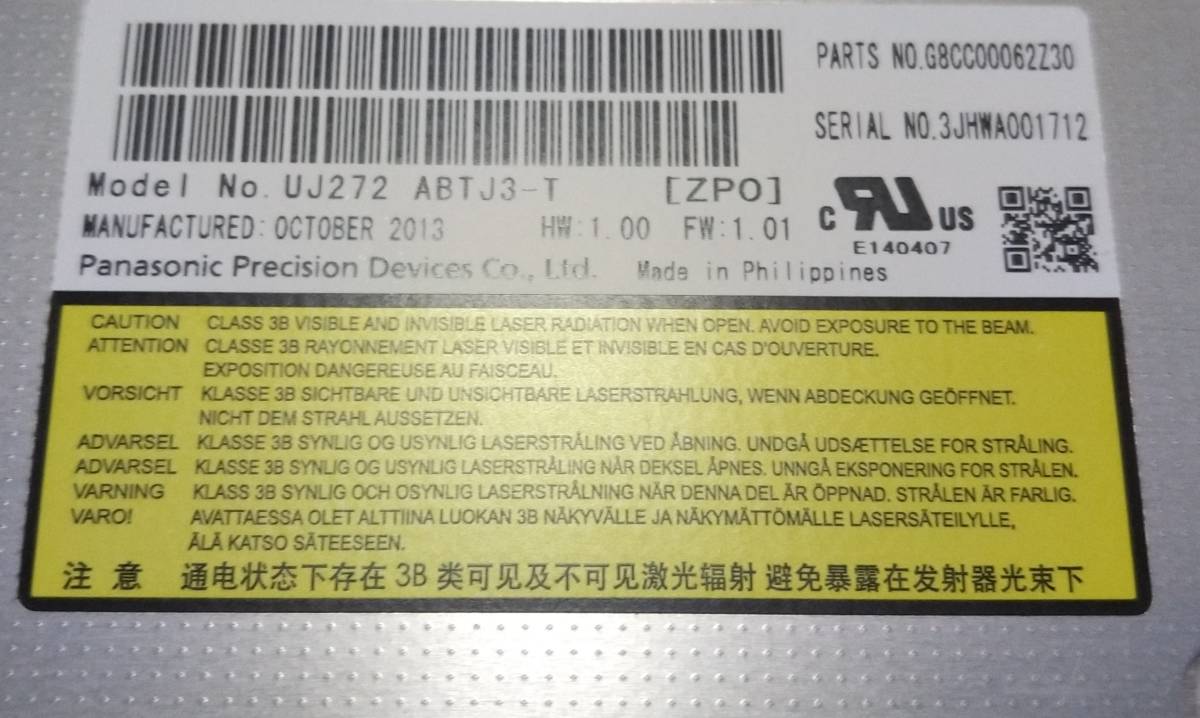 PARTS NO.G8CC00062Z30
SERIAL NO.3JHWA001712
Model No. UJ272 ABTJ3-T [ZPO]
MANUFACTURED: OCTOBER 2013 HW:1.00 FW:1.01
C RU US
E140407
Panasonic Precision Devices Co., Ltd. Made in Philippines
CAUTION CLASS 3B VISIBLE AND INVISIBLE LASER RADIATION WHEN OPEN. AVOID EXPOSURE TO THE BEAM.
ATTENTION CLASSE 3B RAYONNEMENT LASER VISIBLE ET INVISIBLE EN CAS D'OUVERTURE.
EXPOSITION DANGEREUSE AU FAISCEAU.
VORSICHT KLASSE 3B SICHTBARE UND UNSICHTBARE LASERSTRAHLUNG, WENN ABDECKUNG GEÖFFNET.
NICHT DEM STRAHL AUSSETZEN.
ADVARSEL KLASSE 3B SYNLIG OG USYNLIG LASERSTRÅLING VED ÅBNING. UNDGÅ UDSÆTTELSE FOR STRÅLING.
ADVARSEL KLASSE 3B SYNLIG OG USYNLIG LASERSTRÅLING NÅR DEKSEL ÅPNES. UNNGÅ EKSPONERING FOR STRÅLEN.
VARNING KLASS 3B SYNLIG OCH OSYNLIG LASERSTRÅLNING NÄR DENNA DEL ÄR ÖPPNAD. STRÅLEN ÄR FARLIG.
VARO! AVATTAESSA OLET ALTTIINA LUOKAN 3B NÄKYVÄLLE JA NÄKYMÄTTÖMÄLLE LASERSÄTEILYLLE,
ÄLÄ KATSO SÄTEESEEN.
注 意 通电状态下存在 3B 类可见及不可见激光辐射 避免暴露在发射器光束下